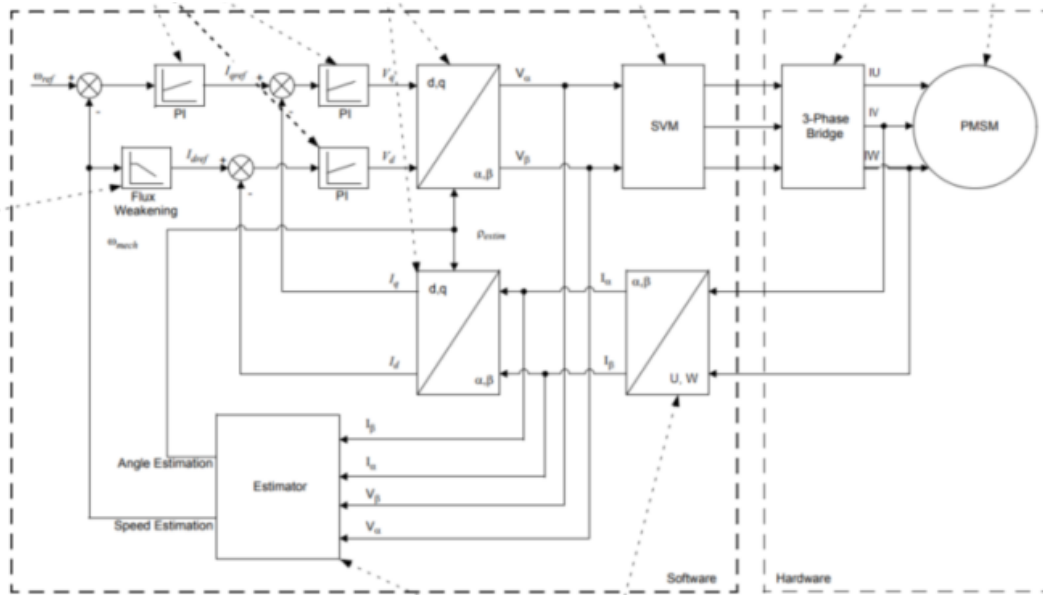 ω_ref
+
-
PI
I_qref
+
-
PI
V_q
d,q
α,β
V_α
V_β
SVM
3-Phase
Bridge
IU
IV
IW
PMSM
I_dref
+
-
PI
V_d
Flux
Weakening
ω_mech
ρ_estim
I_q
I_d
d,q
α,β
I_α
I_β
α,β
U, W
Angle Estimation
Speed Estimation
Estimator
I_β
I_α
V_β
V_α
Software
Hardware